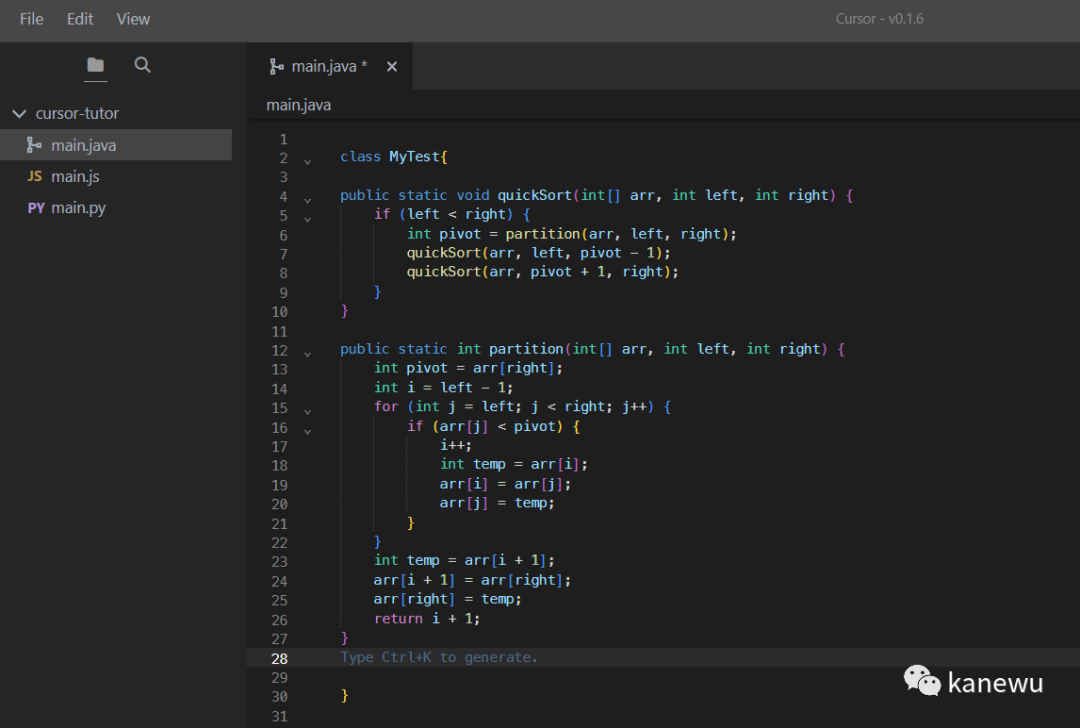 File Edit View Cursor - v0.1.6
main.java *
main.java
cursor-tutor
main.java
JS main.js
PY main.py
1
2 class MyTest{
3
4 public static void quickSort(int[] arr, int left, int right) {
5 if (left < right) {
6 int pivot = partition(arr, left, right);
7 quickSort(arr, left, pivot - 1);
8 quickSort(arr, pivot + 1, right);
9 }
10 }
11
12 public static int partition(int[] arr, int left, int right) {
13 int pivot = arr[right];
14 int i = left - 1;
15 for (int j = left; j < right; j++) {
16 if (arr[j] < pivot) {
17 i++;
18 int temp = arr[i];
19 arr[i] = arr[j];
20 arr[j] = temp;
21 }
22 }
23 int temp = arr[i + 1];
24 arr[i + 1] = arr[right];
25 arr[right] = temp;
26 return i + 1;
27 }
28 Type Ctrl+K to generate.
29
30 }
31
kanewu